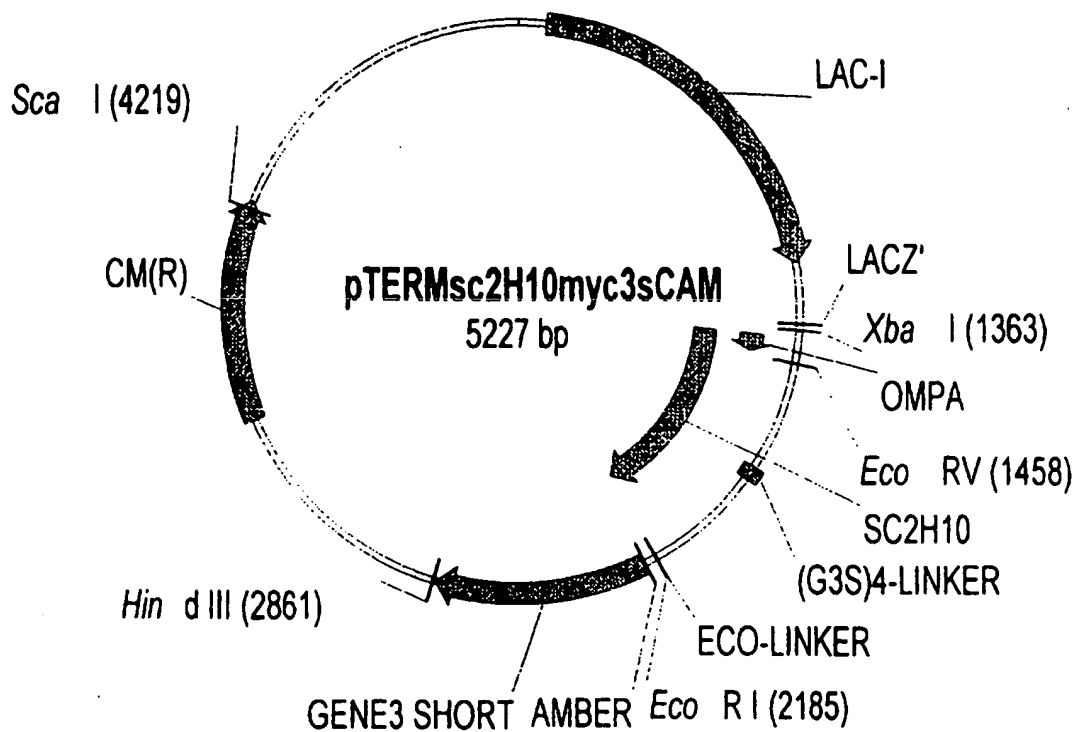 LAC-I
Sca I (4219)
CM(R)
pTERMsc2H10myc3sCAM
5227 bp
LACZ'
Xba I (1363)
OMPA
Eco RV (1458)
SC2H10
(G3S)4-LINKER
Hin d III (2861)
ECO-LINKER
GENE3 SHORT AMBER Eco R I (2185)